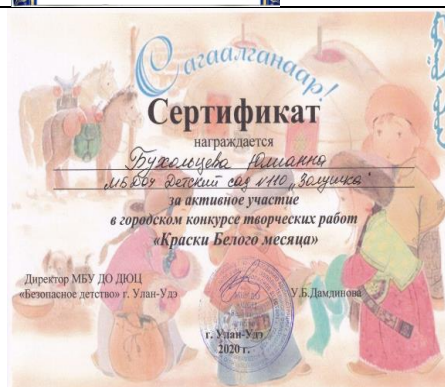 Сагаалганаар!
Сертификат
награждается
Бухольцева Юлианна
МБДОУ Детский сад №110 „Золушка"
за активное участие
в городском конкурсе творческих работ
«Краски Белого месяца»
Директор МБУ ДО ДЮЦ
«Безопасное детство» г. Улан-Удэ
У.Б.Дамдинова
г. Улан-Удэ
2020 г.